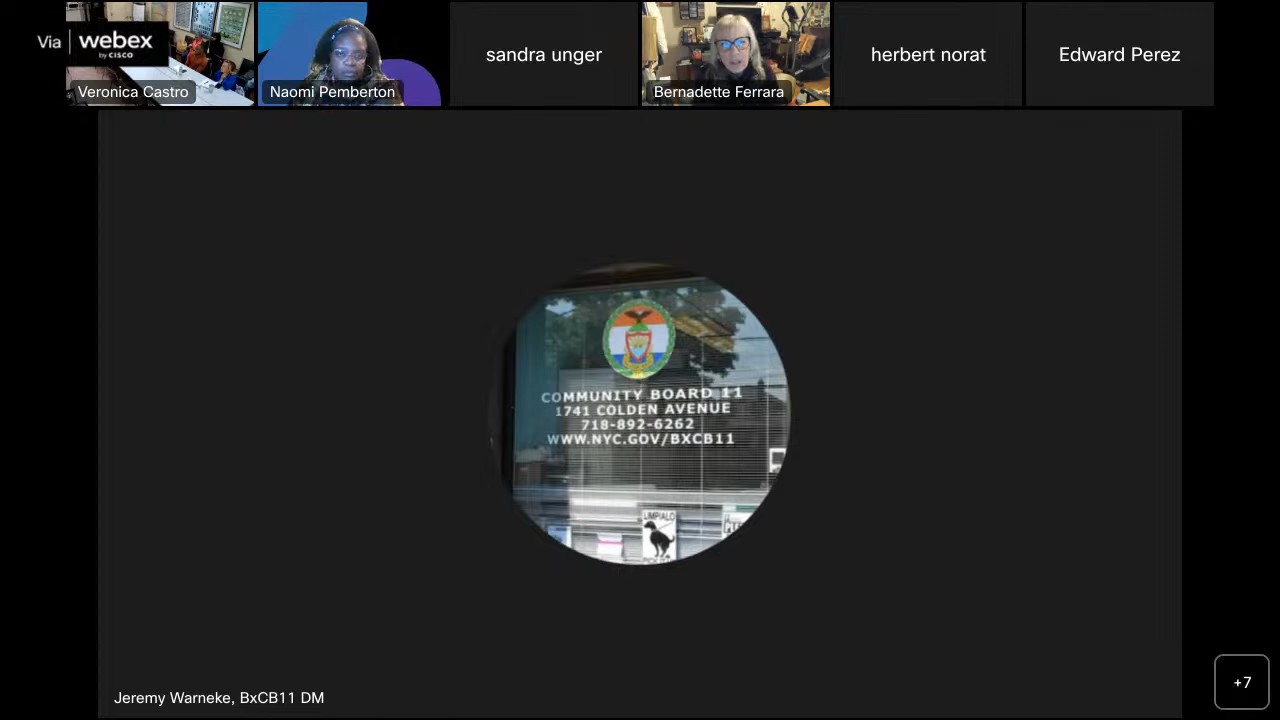 Via webex
by CISCO
Veronica Castro
Naomi Pemberton
sandra unger
Bernadette Ferrara
herbert norat
Edward Perez
COMMUNITY BOARD 11
1741 COLDEN AVENUE
718-892-6262
WWW.NYC.GOV/BXCB11
LIMPIALO
Jeremy Warneke, BxCB11 DM
+7